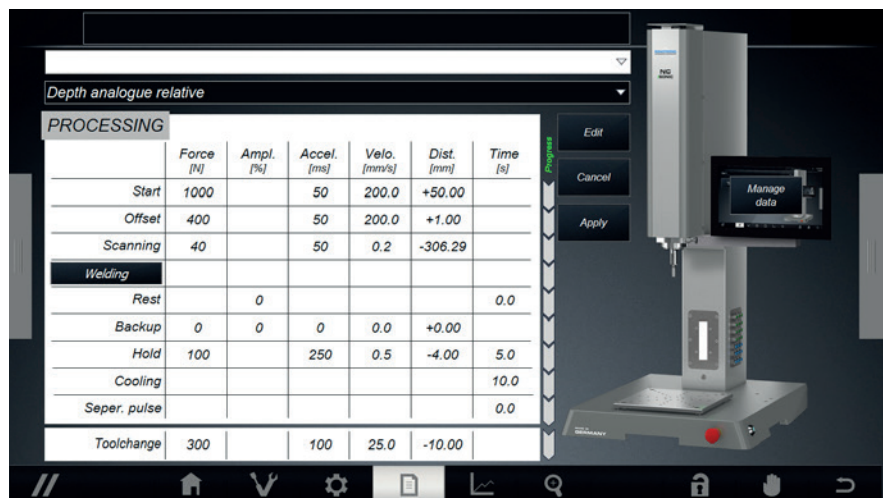 Depth analogue relative
PROCESSING
Force Ampl. Accel. Velo. Dist. Time
[N] [%] [ms] [mm/s] [mm] [s]
Start 1000 50 200.0 +50.00
Offset 400 50 200.0 +1.00
Scanning 40 50 0.2 -306.29
Welding
Rest 0 0.0
Backup 0 0 0 0.0 +0.00
Hold 100 250 0.5 -4.00 5.0
Cooling 10.0
Seper. pulse 0.0
Toolchange 300 100 25.0 -10.00
Progress
Edit
Cancel
Apply
Manage
data
GERMANY